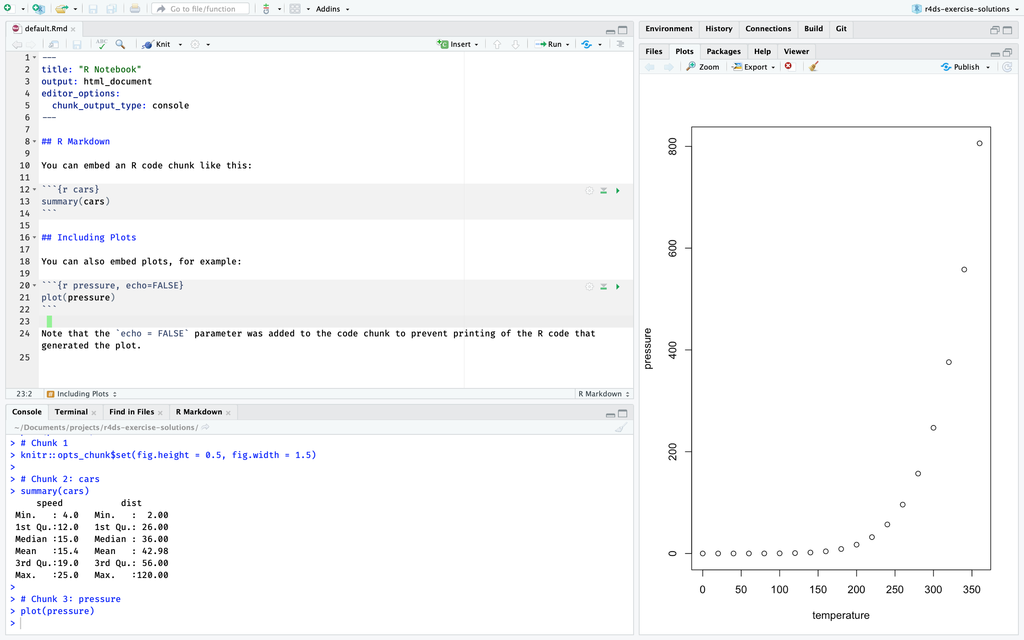 Go to file/function
Addins
r4ds-exercise-solutions
default.Rmd
ABC
Knit
Insert
Run
1 ---
2 title: "R Notebook"
3 output: html_document
4 editor_options:
5   chunk_output_type: console
6 ---
7
8 ## R Markdown
9
10 You can embed an R code chunk like this:
11
12 ```{r cars}
13 summary(cars)
14 ```
15
16 ## Including Plots
17
18 You can also embed plots, for example:
19
20 ```{r pressure, echo=FALSE}
21 plot(pressure)
22 ```
23
24 Note that the `echo = FALSE` parameter was added to the code chunk to prevent printing of the R code that
generated the plot.
25
23:2 Including Plots R Markdown
Console Terminal Find in Files R Markdown
~/Documents/projects/r4ds-exercise-solutions/
> # Chunk 1
> knitr::opts_chunk$set(fig.height = 0.5, fig.width = 1.5)
>
> # Chunk 2: cars
> summary(cars)
     speed           dist
 Min.   : 4.0   Min.   :  2.00
 1st Qu.:12.0   1st Qu.: 26.00
 Median :15.0   Median : 36.00
 Mean   :15.4   Mean   : 42.98
 3rd Qu.:19.0   3rd Qu.: 56.00
 Max.   :25.0   Max.   :120.00
>
> # Chunk 3: pressure
> plot(pressure)
>
Environment History Connections Build Git
Files Plots Packages Help Viewer
Zoom Export Publish
800
600
400
200
0
pressure
0 50 100 150 200 250 300 350
temperature